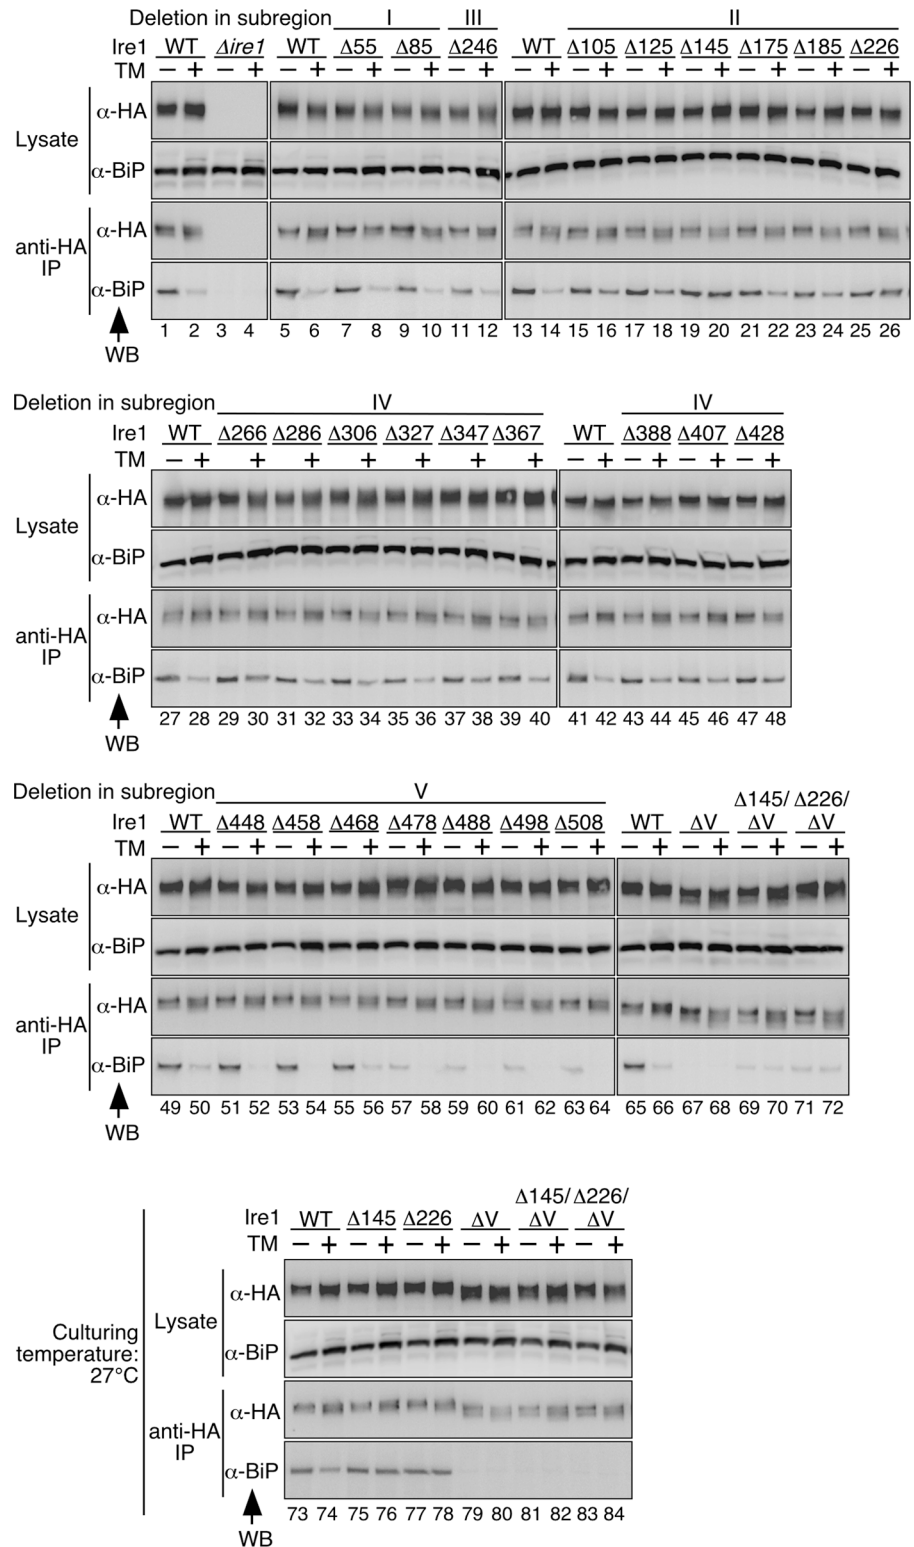 Deletion in subregion I III II
Ire1 WT Δire1 WT Δ55 Δ85 Δ246 WT Δ105 Δ125 Δ145 Δ175 Δ185 Δ226
TM − + − + − + − + − + − + − + − + − + − + − + − + − +
Lysate
α-HA
α-BiP
anti-HA IP
α-HA
α-BiP
1 2 3 4 5 6 7 8 9 10 11 12 13 14 15 16 17 18 19 20 21 22 23 24 25 26
WB
Deletion in subregion IV IV
Ire1 WT Δ266 Δ286 Δ306 Δ327 Δ347 Δ367 WT Δ388 Δ407 Δ428
TM − + − + − + − + − + − + − + − + − + − + − +
Lysate
α-HA
α-BiP
anti-HA IP
α-HA
α-BiP
27 28 29 30 31 32 33 34 35 36 37 38 39 40 41 42 43 44 45 46 47 48
WB
Deletion in subregion V
Δ145/ Δ226/
Ire1 WT Δ448 Δ458 Δ468 Δ478 Δ488 Δ498 Δ508 WT ΔV ΔV ΔV
TM − + − + − + − + − + − + − + − + − + − + − + − +
Lysate
α-HA
α-BiP
anti-HA IP
α-HA
α-BiP
49 50 51 52 53 54 55 56 57 58 59 60 61 62 63 64 65 66 67 68 69 70 71 72
WB
Δ145/ Δ226/
Ire1 WT Δ145 Δ226 ΔV ΔV ΔV
TM − + − + − + − + − + − +
Culturing
temperature:
27°C
Lysate
α-HA
α-BiP
anti-HA
IP
α-HA
α-BiP
73 74 75 76 77 78 79 80 81 82 83 84
WB